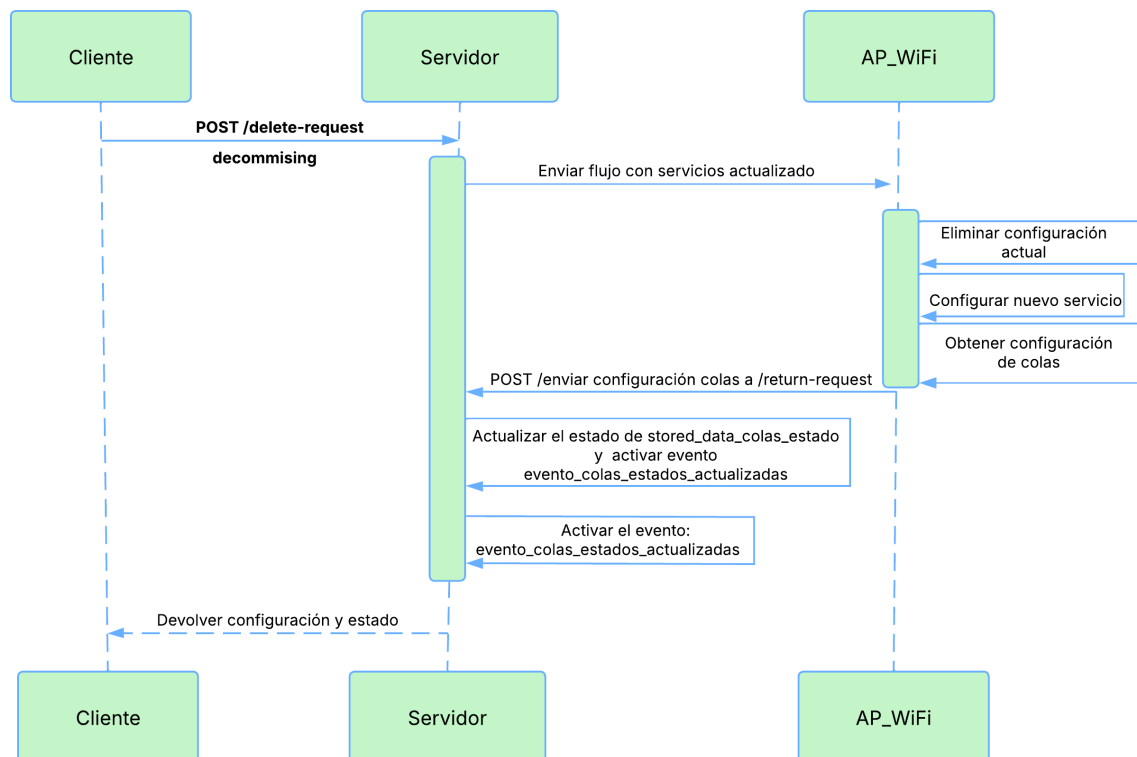 Cliente
Servidor
AP_WiFi
POST /delete-request
decommising
Enviar flujo con servicios actualizado
Eliminar configuración
actual
Configurar nuevo servicio
Obtener configuración
de colas
POST /enviar configuración colas a /return-request
Actualizar el estado de stored_data_colas_estado
y activar evento
evento_colas_estados_actualizadas
Activar el evento:
evento_colas_estados_actualizadas
Devolver configuración y estado
Cliente
Servidor
AP_WiFi